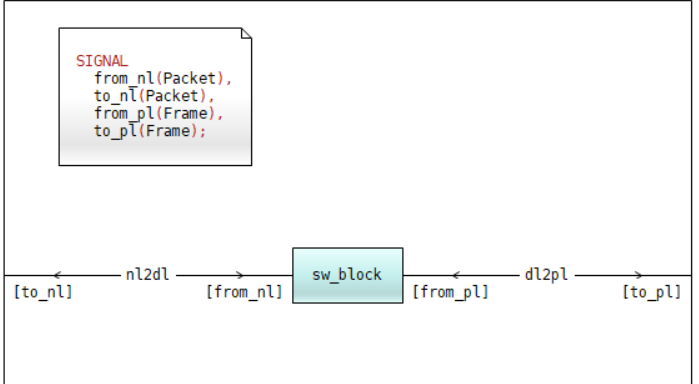 SIGNAL
from_nl(Packet),
to_nl(Packet),
from_pl(Frame),
to_pl(Frame);
nl2dl
sw_block
dl2pl
[to_nl]
[from_nl]
[from_pl]
[to_pl]